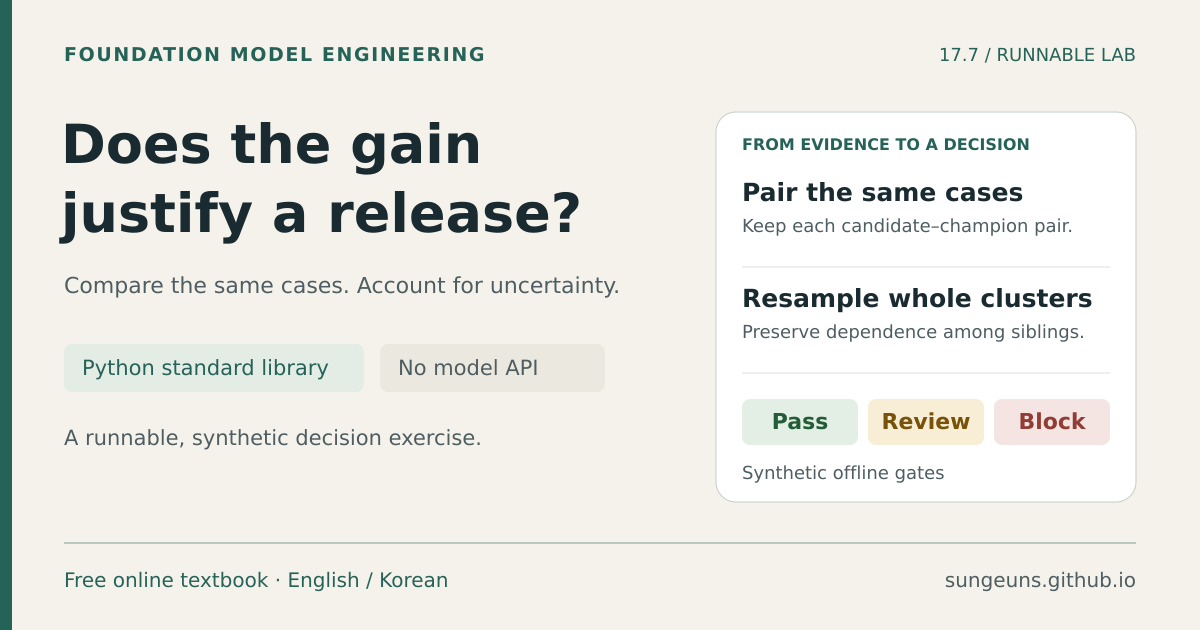 FOUNDATION MODEL ENGINEERING
17.7 / RUNNABLE LAB
Does the gain
justify a release?
Compare the same cases. Account for uncertainty.
Python standard library
No model API
A runnable, synthetic decision exercise.
FROM EVIDENCE TO A DECISION
Pair the same cases
Keep each candidate–champion pair.
Resample whole clusters
Preserve dependence among siblings.
Pass
Review
Block
Synthetic offline gates
Free online textbook · English / Korean
sungeuns.github.io